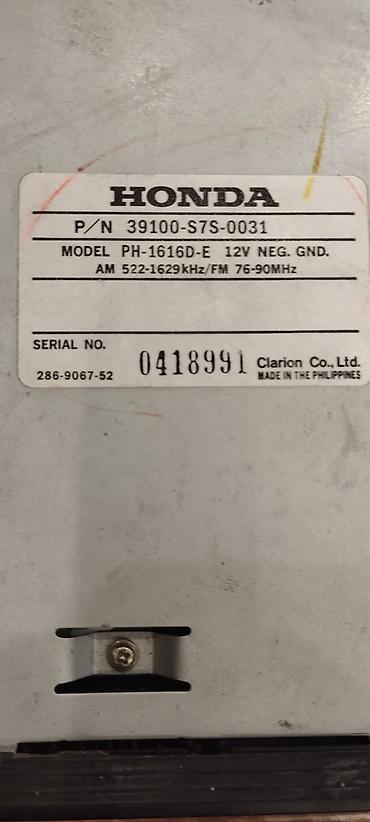 HONDA
P/N 39100-S7S-0031
MODEL PH-1616D-E 12V NEG. GND.
AM 522-1629kHz/FM 76-90MHz
SERIAL NO.
0418991 Clarion Co., Ltd.
286-9067-52 MADE IN THE PHILIPPINES